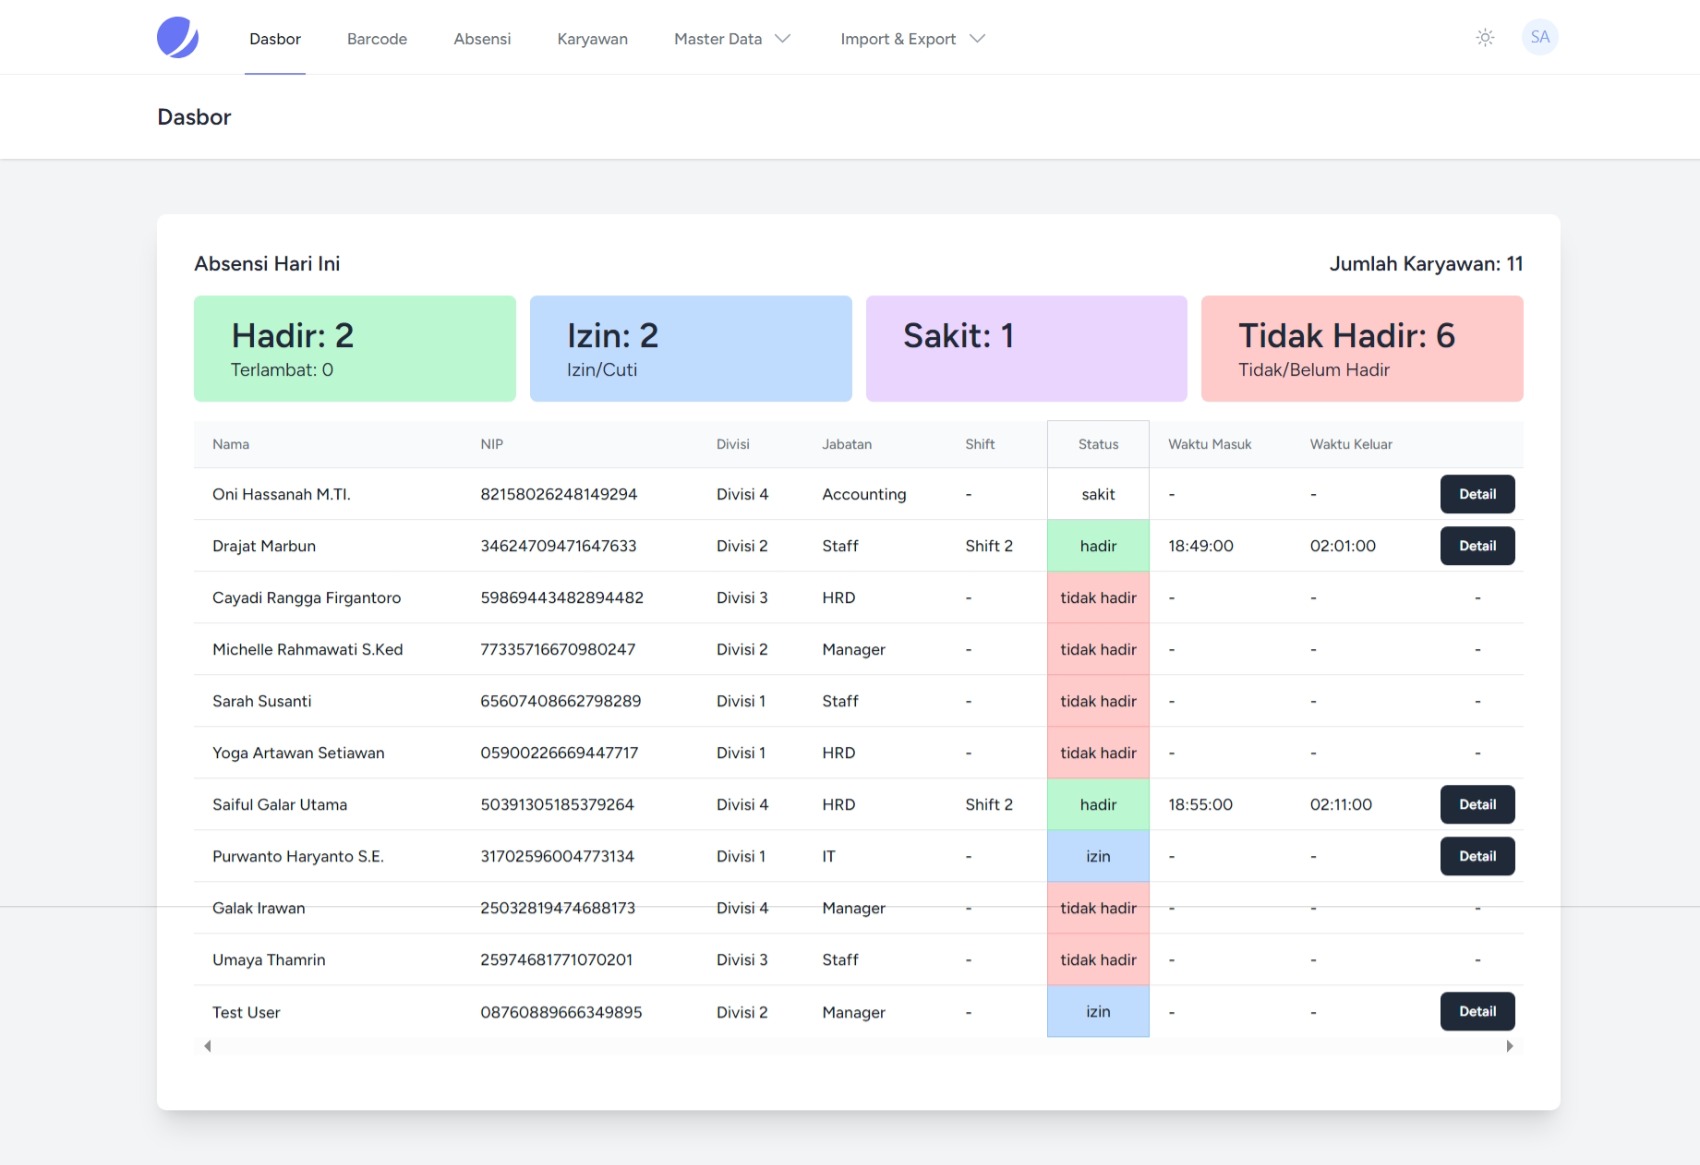 Dasbor Barcode Absensi Karyawan Master Data Import & Export SA
Dasbor
Absensi Hari Ini Jumlah Karyawan: 11
Hadir: 2 Izin: 2 Sakit: 1 Tidak Hadir: 6
Terlambat: 0 Izin/Cuti Tidak/Belum Hadir
Nama NIP Divisi Jabatan Shift Status Waktu Masuk Waktu Keluar
Oni Hassanah M.TI. 82158026248149294 Divisi 4 Accounting - sakit - - Detail
Drajat Marbun 34624709471647633 Divisi 2 Staff Shift 2 hadir 18:49:00 02:01:00 Detail
Cayadi Rangga Firgantoro 59869443482894482 Divisi 3 HRD - tidak hadir - - -
Michelle Rahmawati S.Ked 77335716670980247 Divisi 2 Manager - tidak hadir - - -
Sarah Susanti 65607408662798289 Divisi 1 Staff - tidak hadir - - -
Yoga Artawan Setiawan 05900226669447717 Divisi 1 HRD - tidak hadir - - -
Saiful Galar Utama 50391305185379264 Divisi 4 HRD Shift 2 hadir 18:55:00 02:11:00 Detail
Purwanto Haryanto S.E. 31702596004773134 Divisi 1 IT - izin - - Detail
Galak Irawan 25032819474688173 Divisi 4 Manager - tidak hadir - - -
Umaya Thamrin 25974681771070201 Divisi 3 Staff - tidak hadir - - -
Test User 08760889666349895 Divisi 2 Manager - izin - - Detail